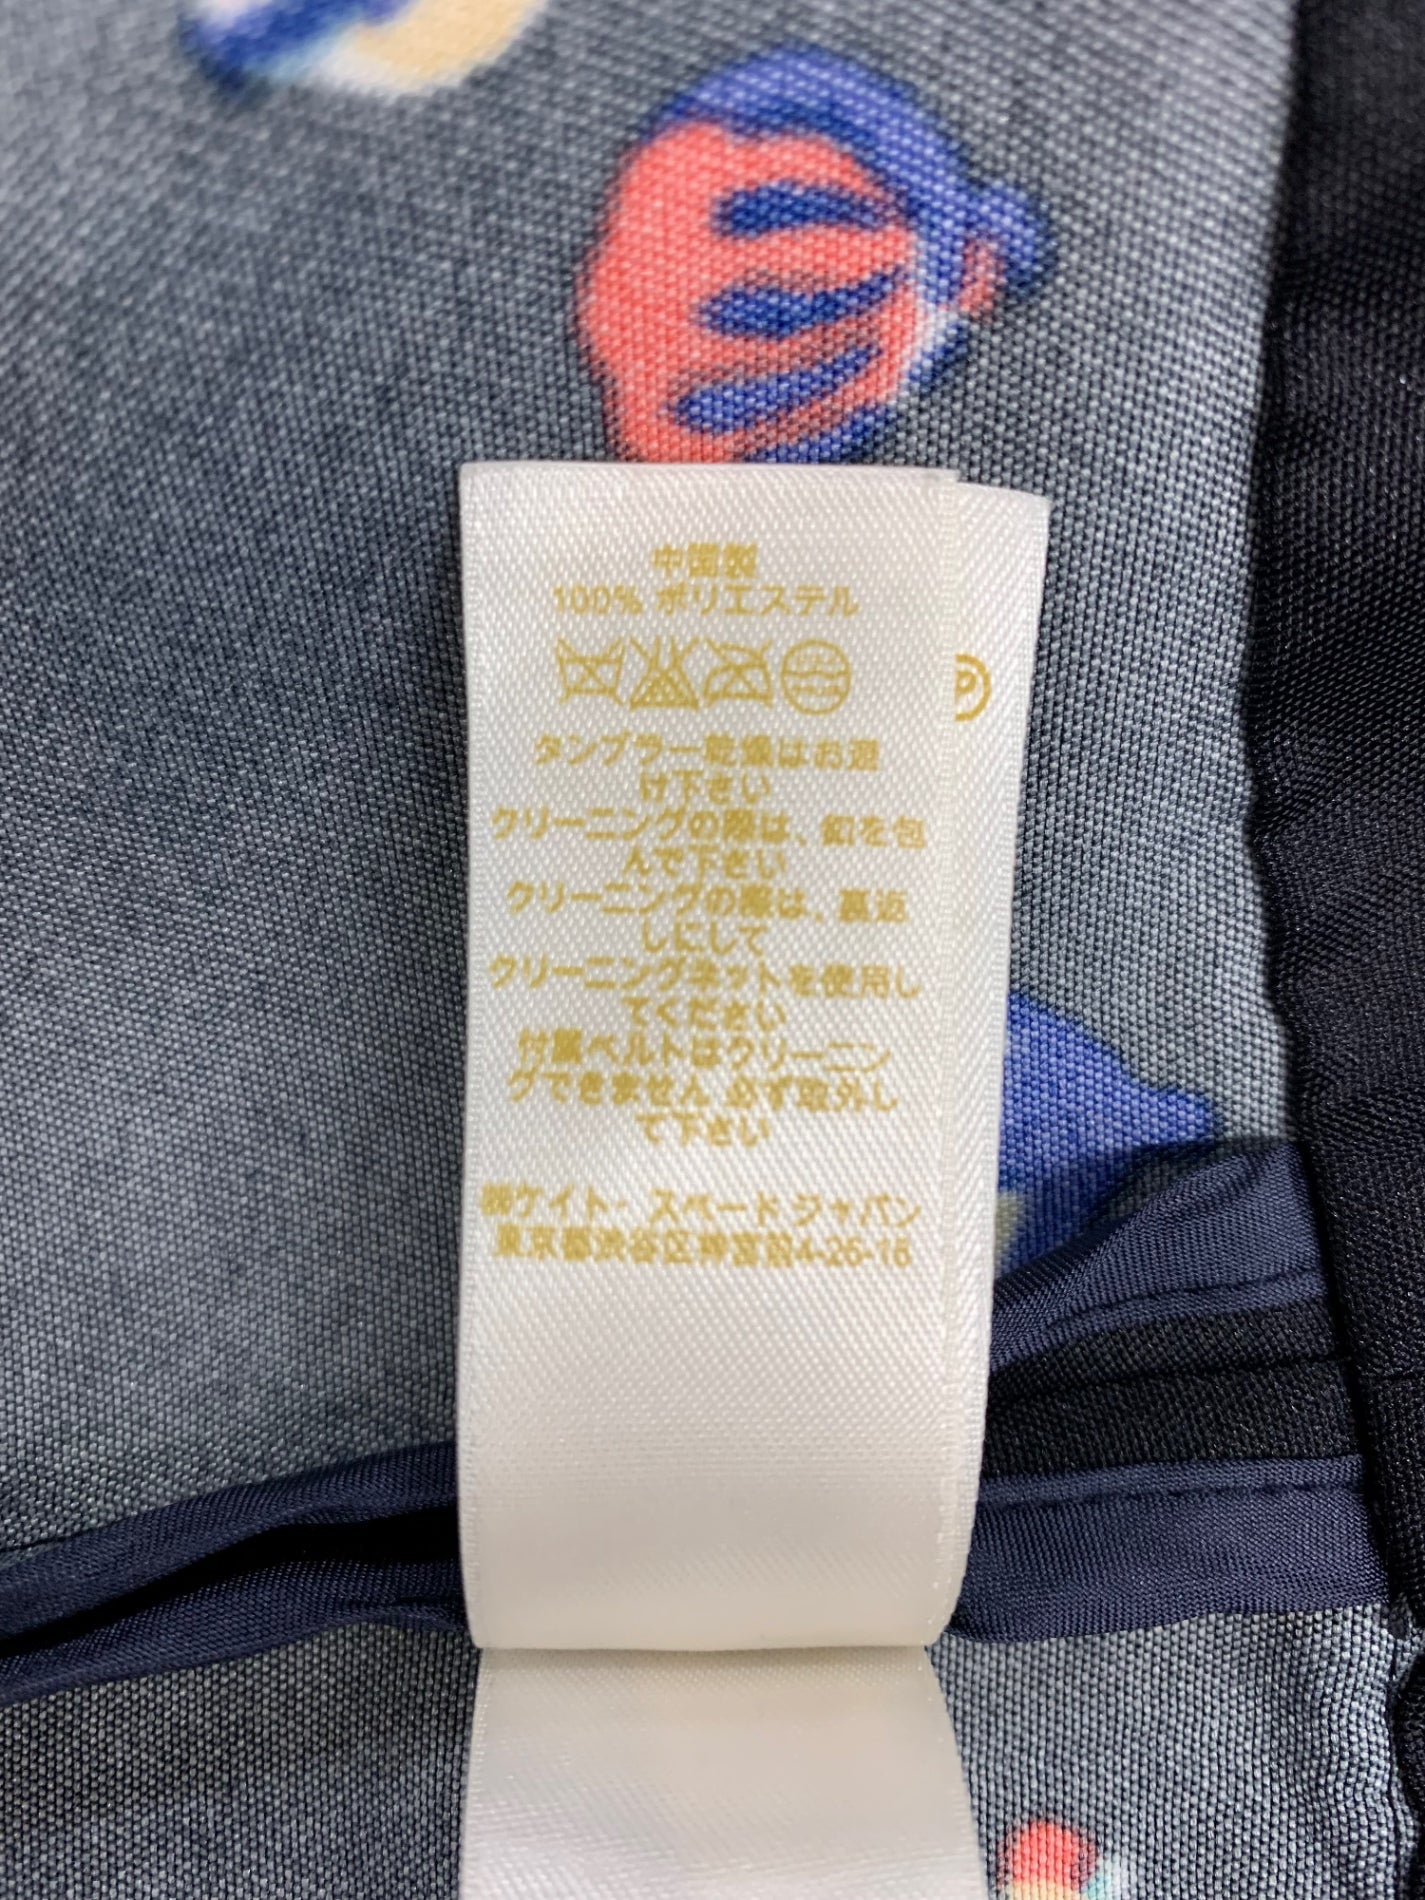 中国製
100% ポリエステル
タンブラー乾燥はお避
け下さい
クリーニングの際は、釦を包
んで下さい
クリーニングの際は、裏返
しにして
クリーニングネットを使用し
てください
付属ベルトはクリーニン
グできません 必ず取外し
て下さい
㈱ケイト・スペードジャパン
東京都渋谷区神宮前4-26-18
P